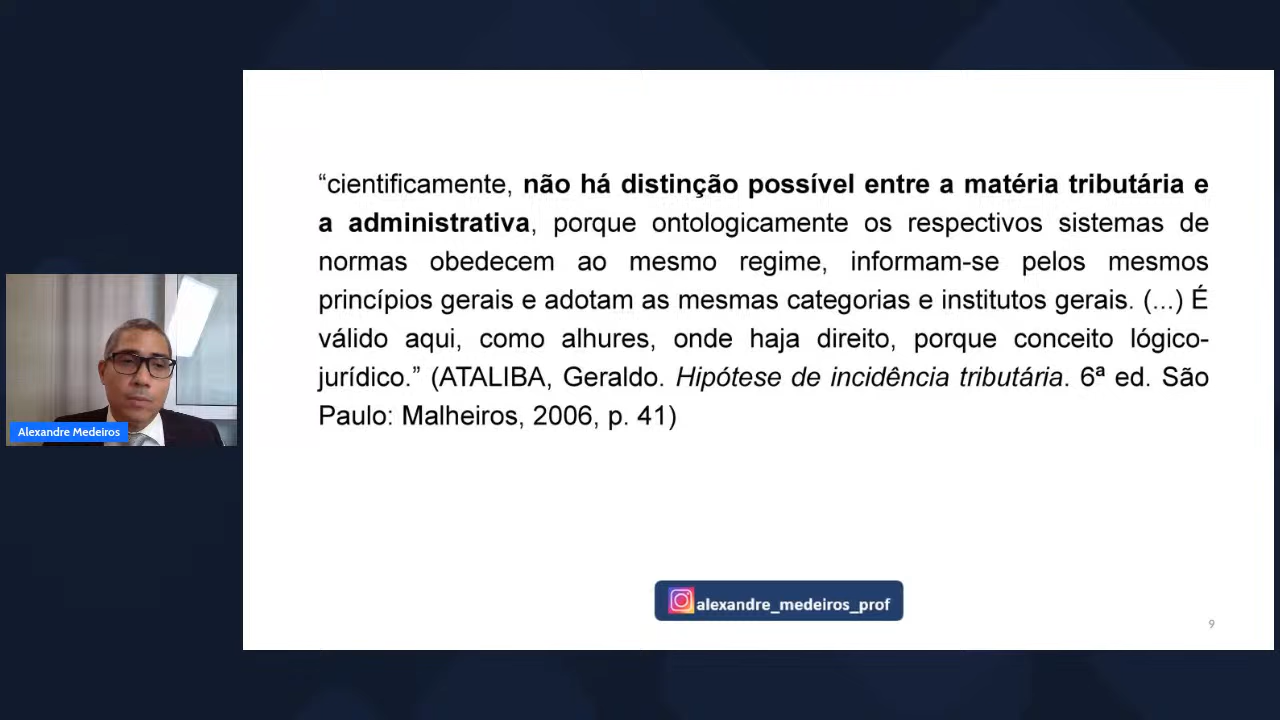 “cientificamente, não há distinção possível entre a matéria tributária e
a administrativa, porque ontologicamente os respectivos sistemas de
normas obedecem ao mesmo regime, informam-se pelos mesmos
princípios gerais e adotam as mesmas categorias e institutos gerais. (...) É
válido aqui, como alhures, onde haja direito, porque conceito lógico-
jurídico.” (ATALIBA, Geraldo. Hipótese de incidência tributária. 6ª ed. São
Paulo: Malheiros, 2006, p. 41)
Alexandre Medeiros
alexandre_medeiros_prof
9